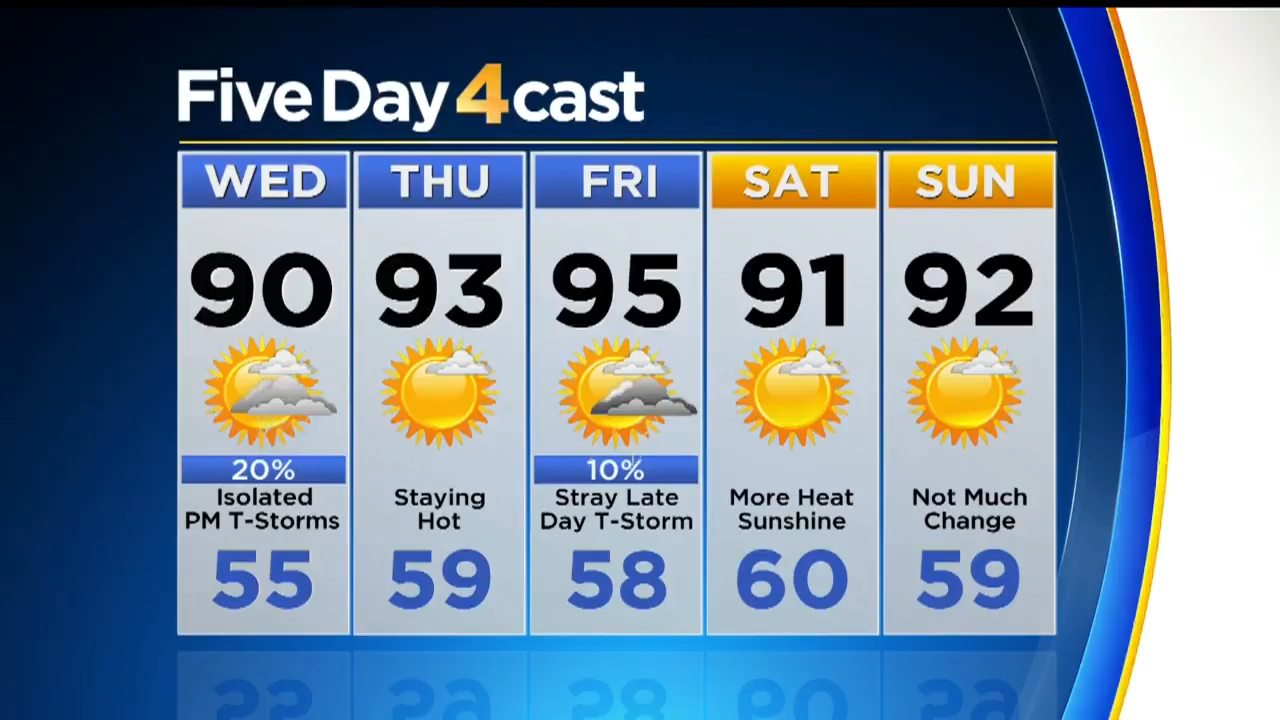 Five Day 4cast
WED THU FRI SAT SUN
90 93 95 91 92
20% 10%
Isolated Staying Stray Late More Heat Not Much
PM T-Storms Hot Day T-Storm Sunshine Change
55 59 58 60 59